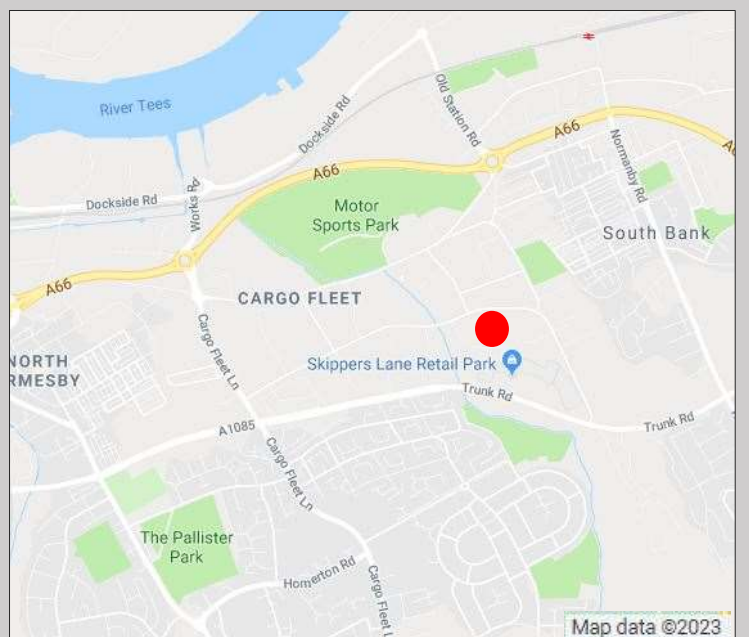 River Tees
Dockside Rd
Old Station Rd
A66
A66
Normanby Rd
Dockside Rd
Works Rd
Motor
Sports Park
South Bank
A66
CARGO FLEET
Cargo Fleet Ln
NORTH
RMESBY
Skippers Lane Retail Park
Trunk Rd
Trunk Rd
A1085
Cargo Fleet Ln
The Pallister
Park
Homerton Rd
Cargo Fleet L
Map data ©2023